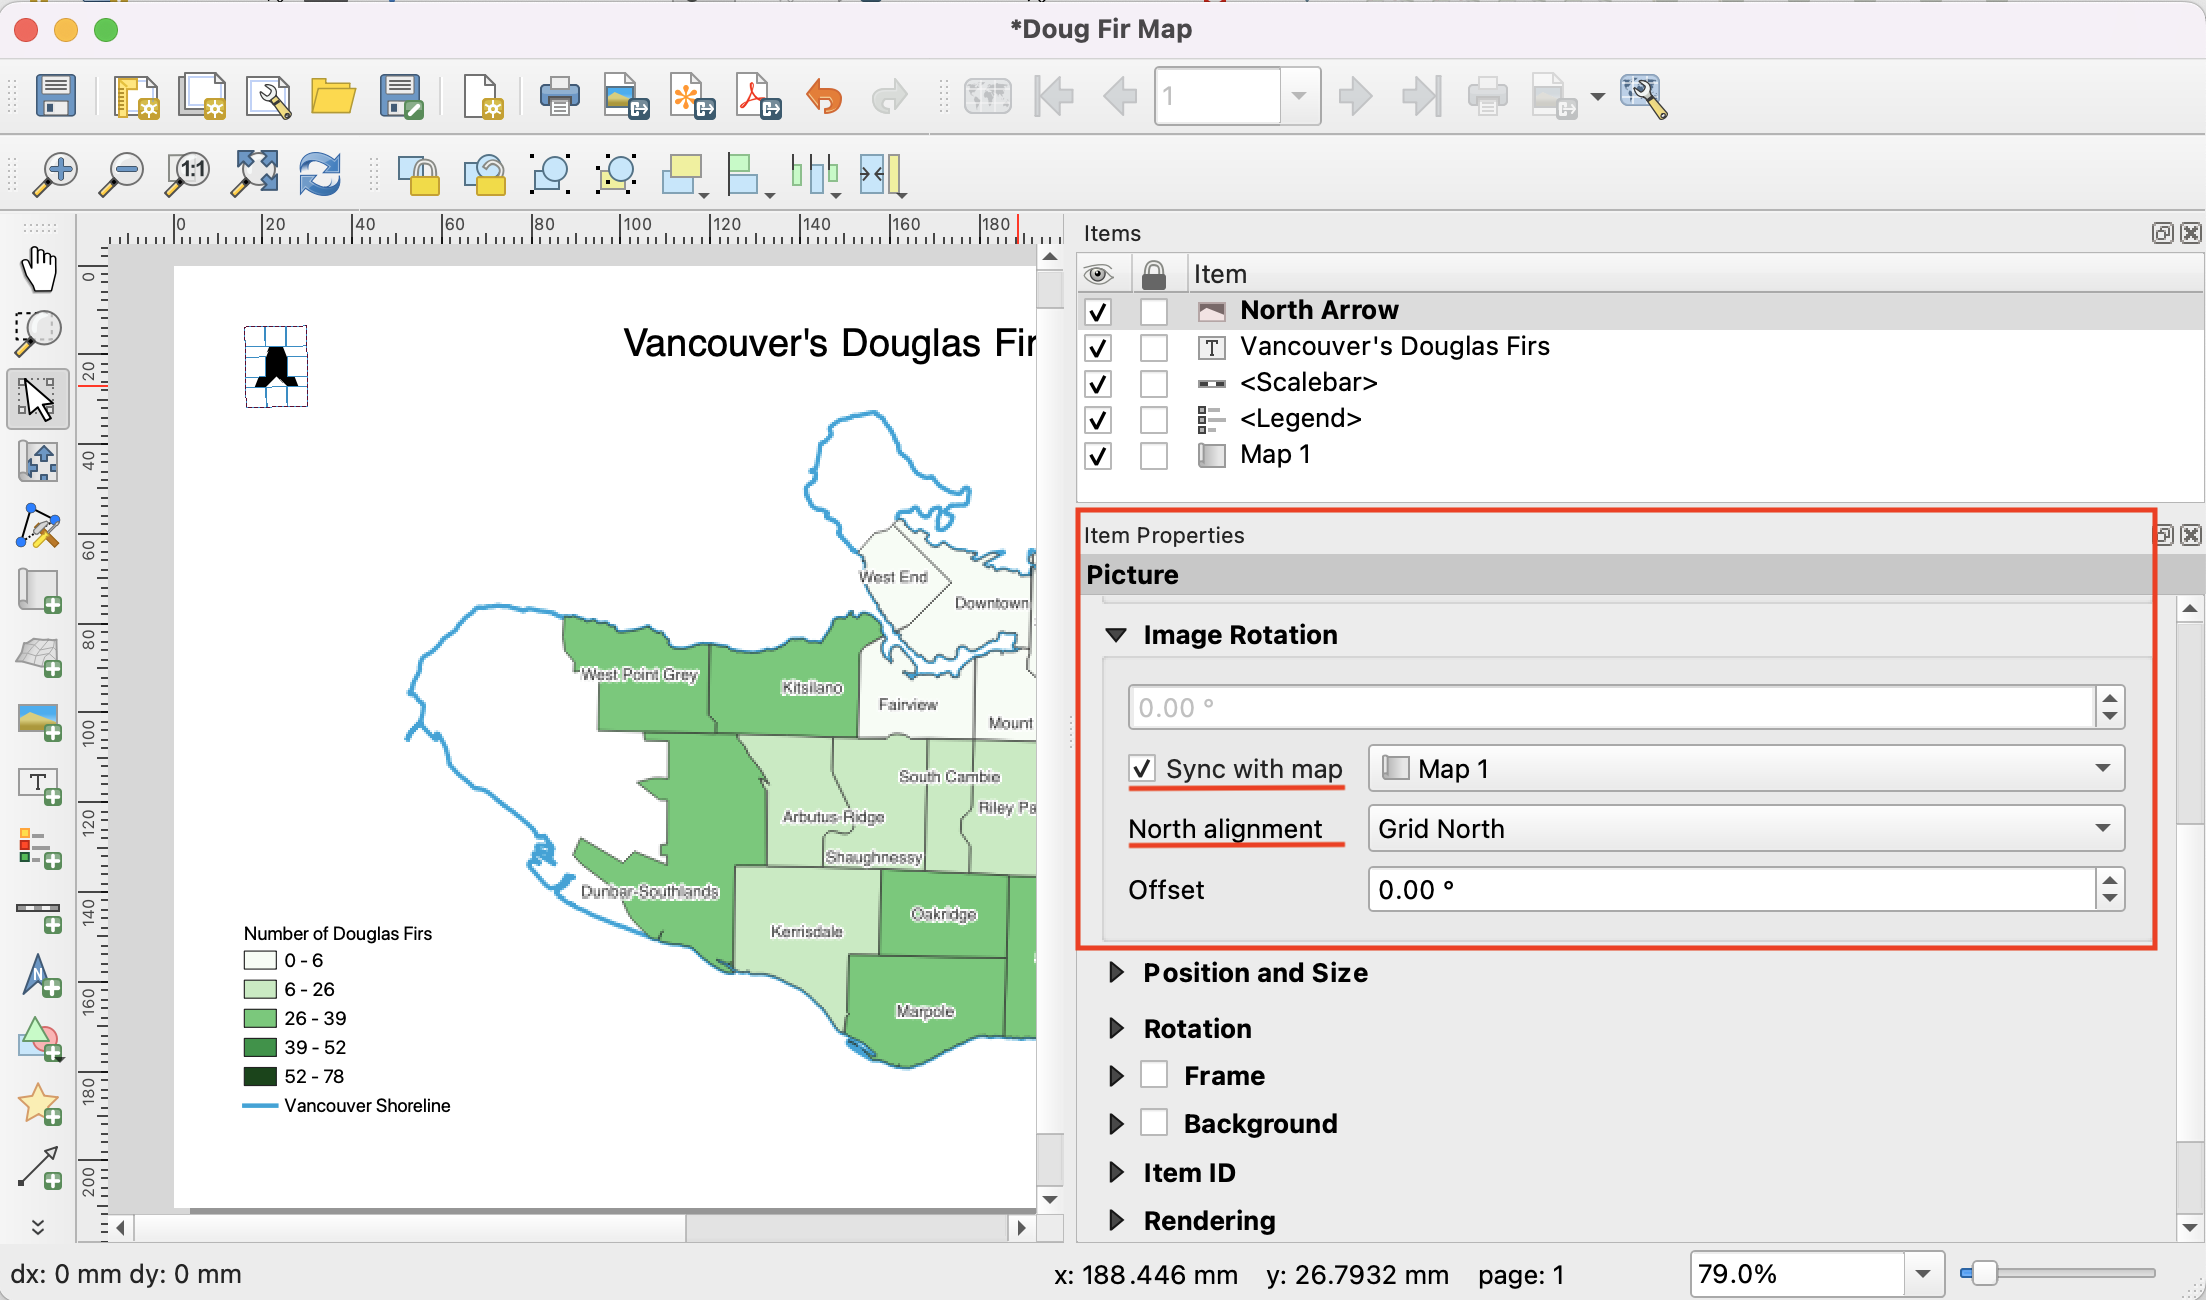 *Doug Fir Map
1
1:1
0 20 40 60 80 100 120 140 160 180
0
20
40
60
80
100
120
140
160
180
200
T
N
Vancouver's Douglas Fir
West End
Downtown
West Point Grey
Kitsilano
Fairview
Mount
South Cambie
Riley Pa
Arbutus-Ridge
Shaughnessy
Dunbar-Southlands
Kerrisdale
Oakridge
Marpole
Number of Douglas Firs
0 - 6
6 - 26
26 - 39
39 - 52
52 - 78
Vancouver Shoreline
Items
Item
North Arrow
T Vancouver's Douglas Firs
<Scalebar>
<Legend>
Map 1
Item Properties
Picture
Image Rotation
0.00 °
Sync with map Map 1
North alignment Grid North
Offset 0.00 °
Position and Size
Rotation
Frame
Background
Item ID
Rendering
dx: 0 mm dy: 0 mm x: 188.446 mm y: 26.7932 mm page: 1 79.0%